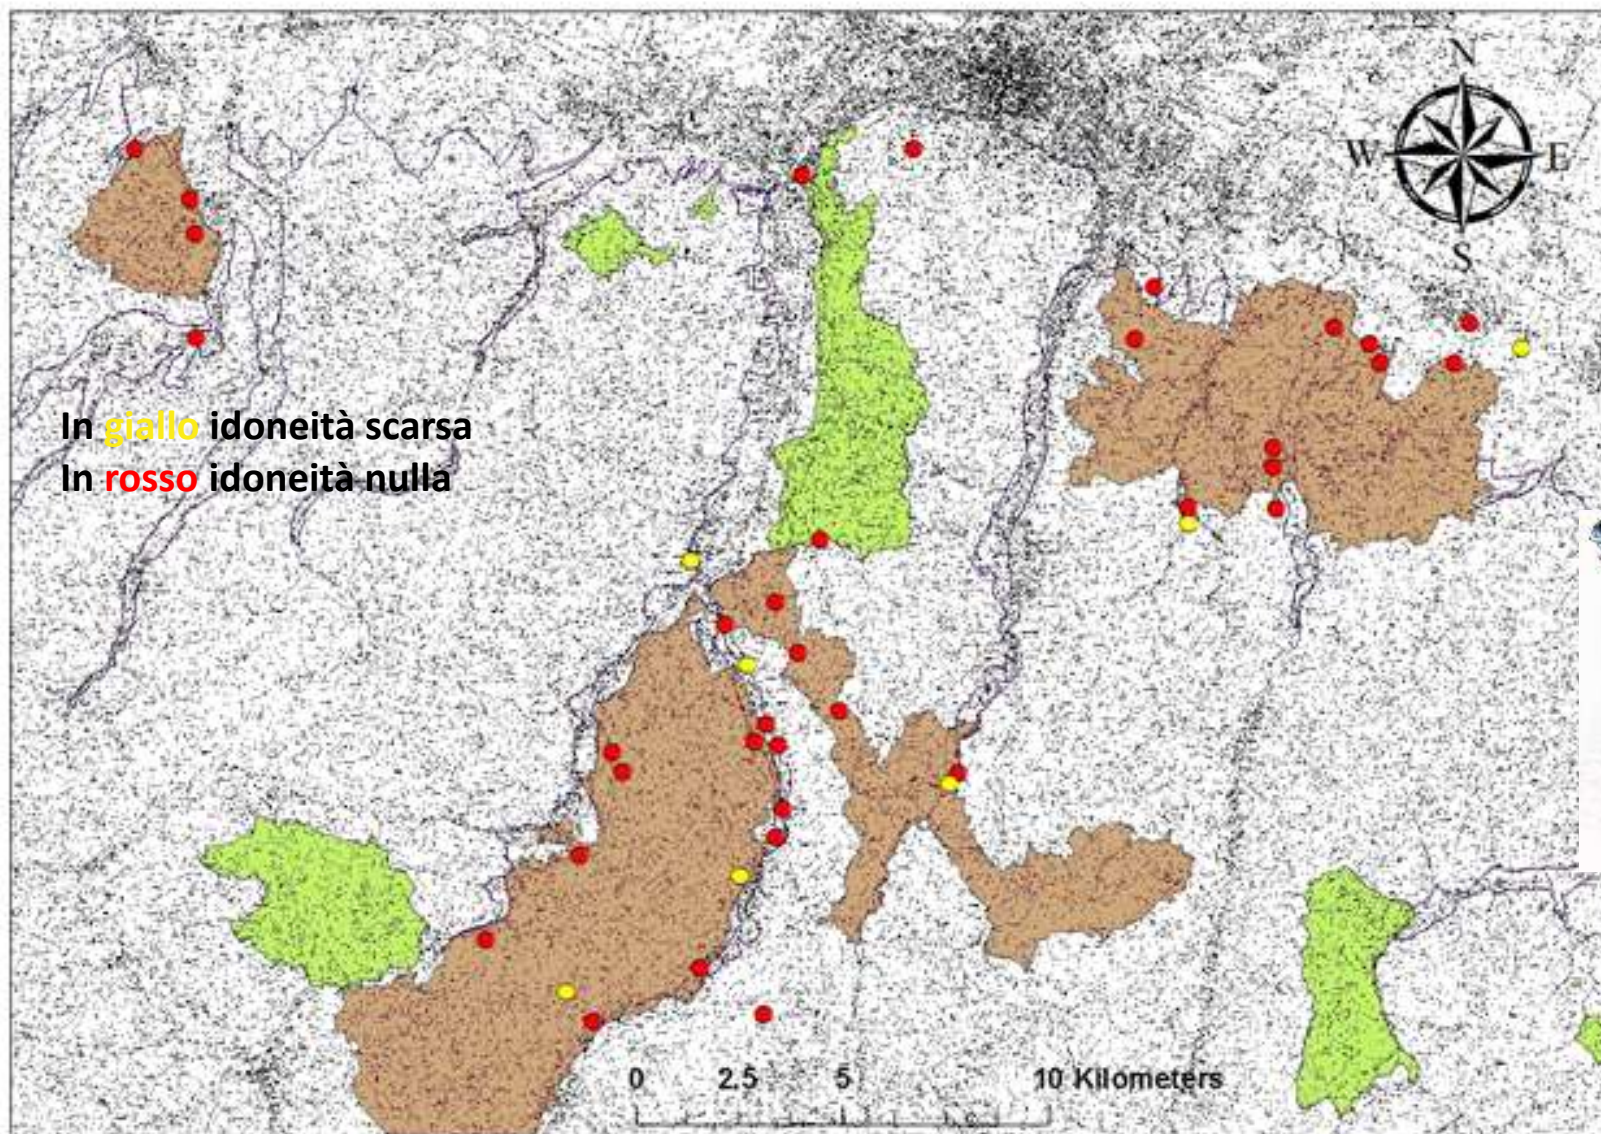 N
W E
S
In giallo idoneità scarsa
In rosso idoneità nulla
0 2.5 5 10 Kilometers